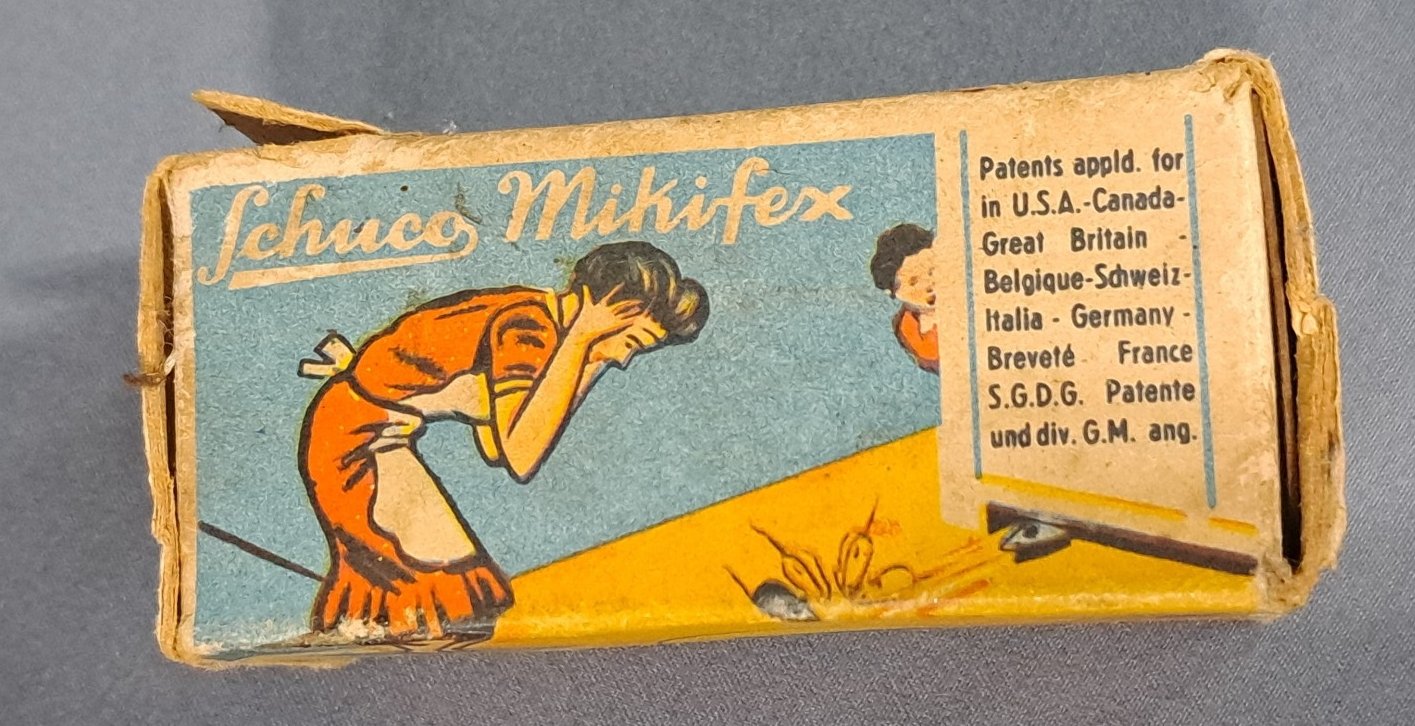 Schuco Mikifex
Patents appld. for
in U.S.A.-Canada-
Great Britain -
Belgique-Schweiz-
Italia - Germany -
Breveté - France
S.G.D.G. Patente
und div. G.M. ang.